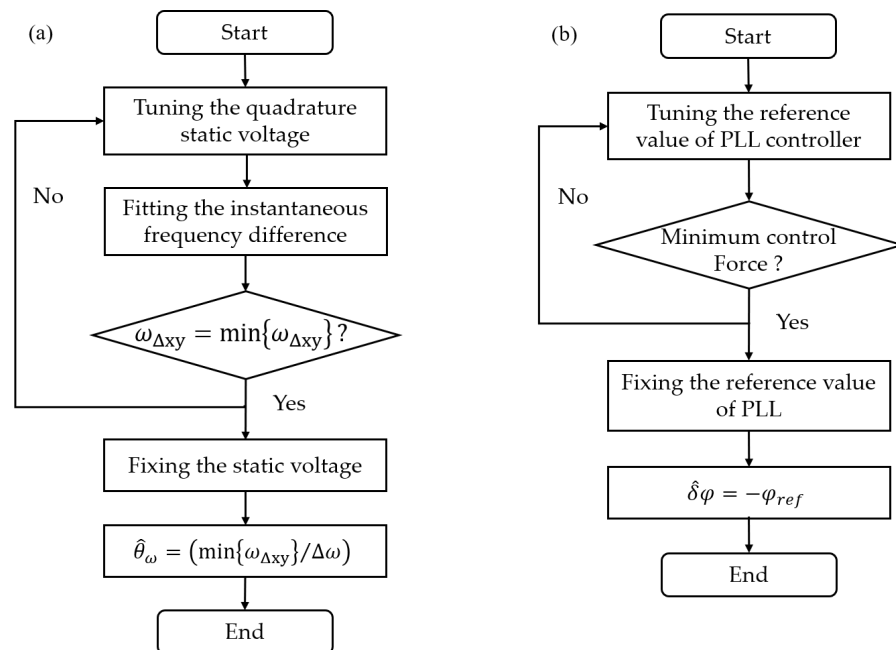 (a)
Start
Tuning the quadrature
static voltage
No
Fitting the instantaneous
frequency difference
ω_Δxy = min{ω_Δxy} ?
Yes
Fixing the static voltage
θ̂_ω = (min{ω_Δxy}/Δω)
End
(b)
Start
Tuning the reference
value of PLL controller
No
Minimum control
Force ?
Yes
Fixing the reference value
of PLL
δ̂φ = −φ_ref
End